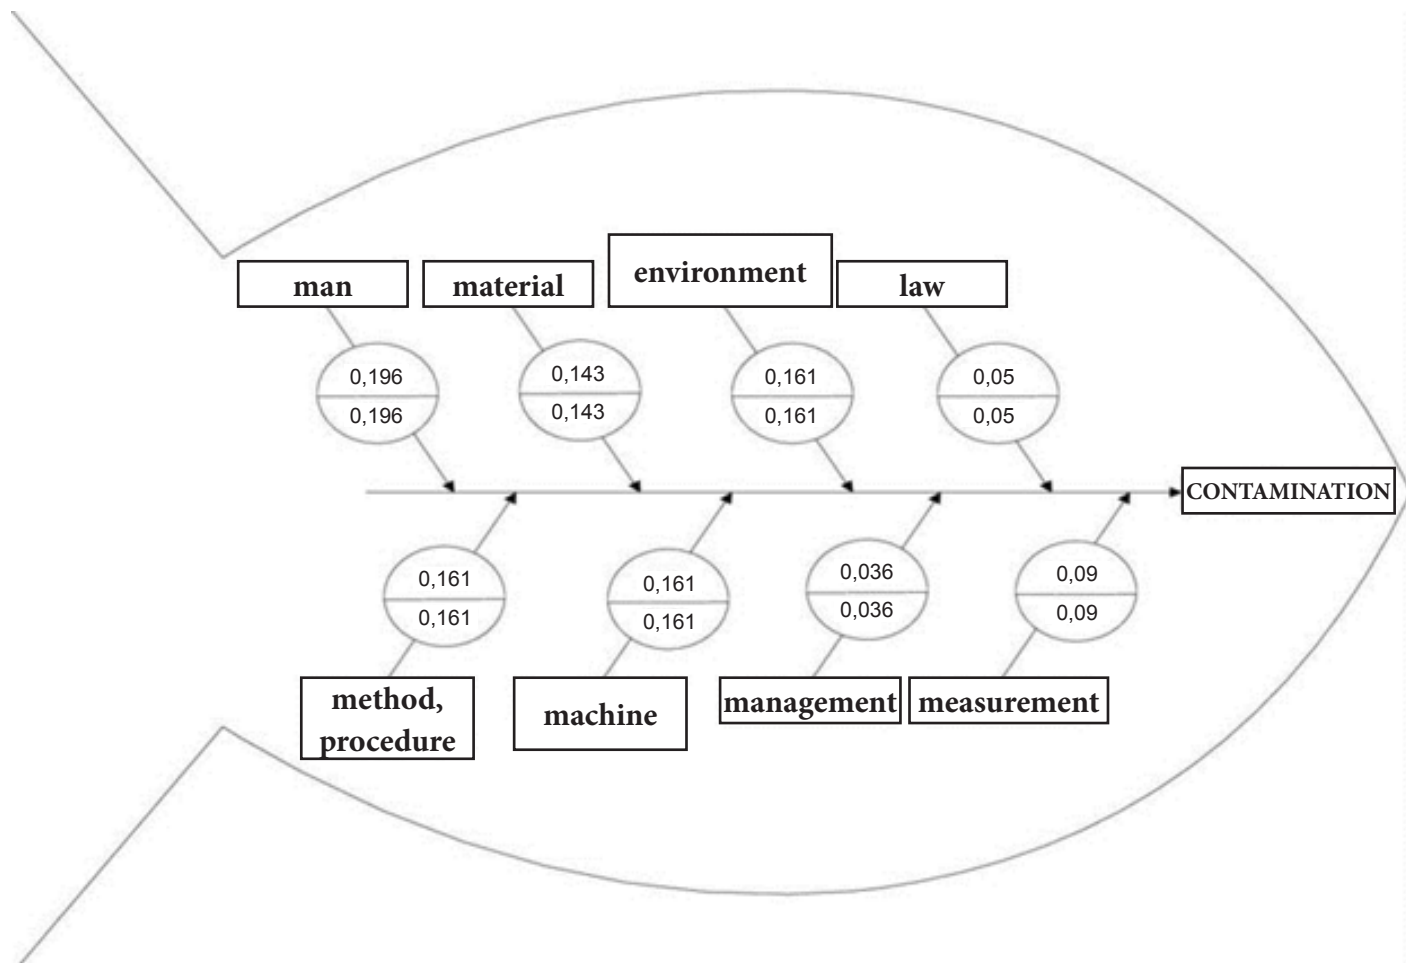 man
material
environment
law
0,196
0,196
0,143
0,143
0,161
0,161
0,05
0,05
CONTAMINATION
0,161
0,161
0,161
0,161
0,036
0,036
0,09
0,09
method,
procedure
machine
management
measurement